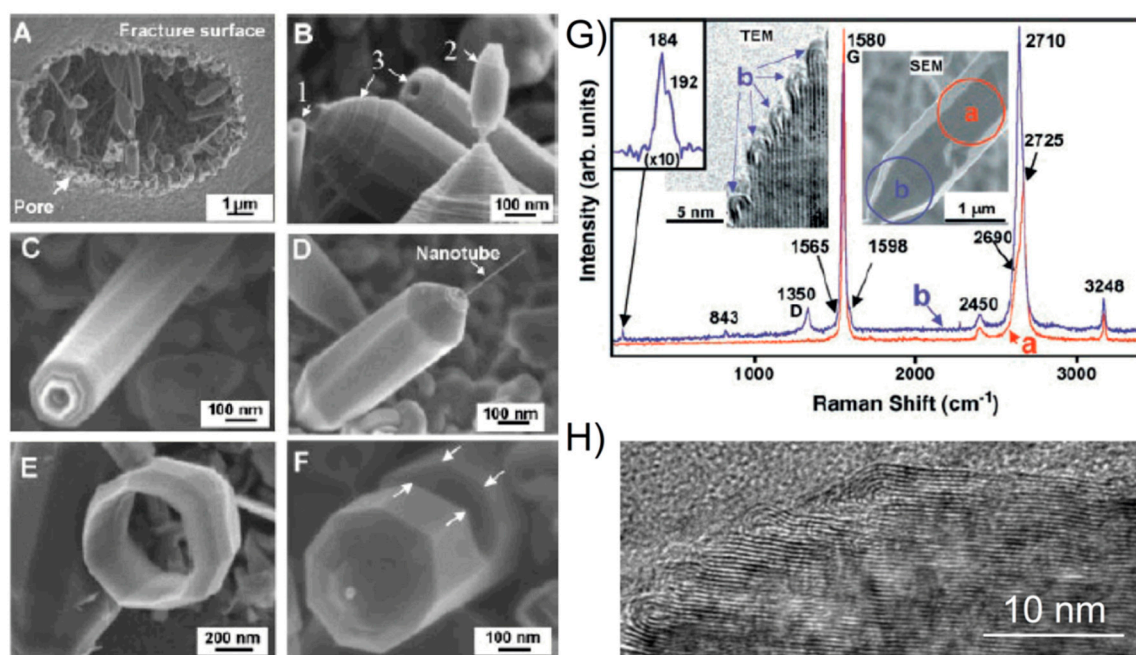 A
Fracture surface
Pore
1 μm
B
1
3
2
100 nm
C
100 nm
D
Nanotube
100 nm
E
200 nm
F
100 nm
G)
Intensity (arb. units)
184
192
(x10)
TEM
b
5 nm
1580
G
SEM
a
b
1 μm
2710
2725
2690
1565
1598
1350
D
843
b
2450
a
3248
1000
2000
3000
Raman Shift (cm⁻¹)
H)
10 nm